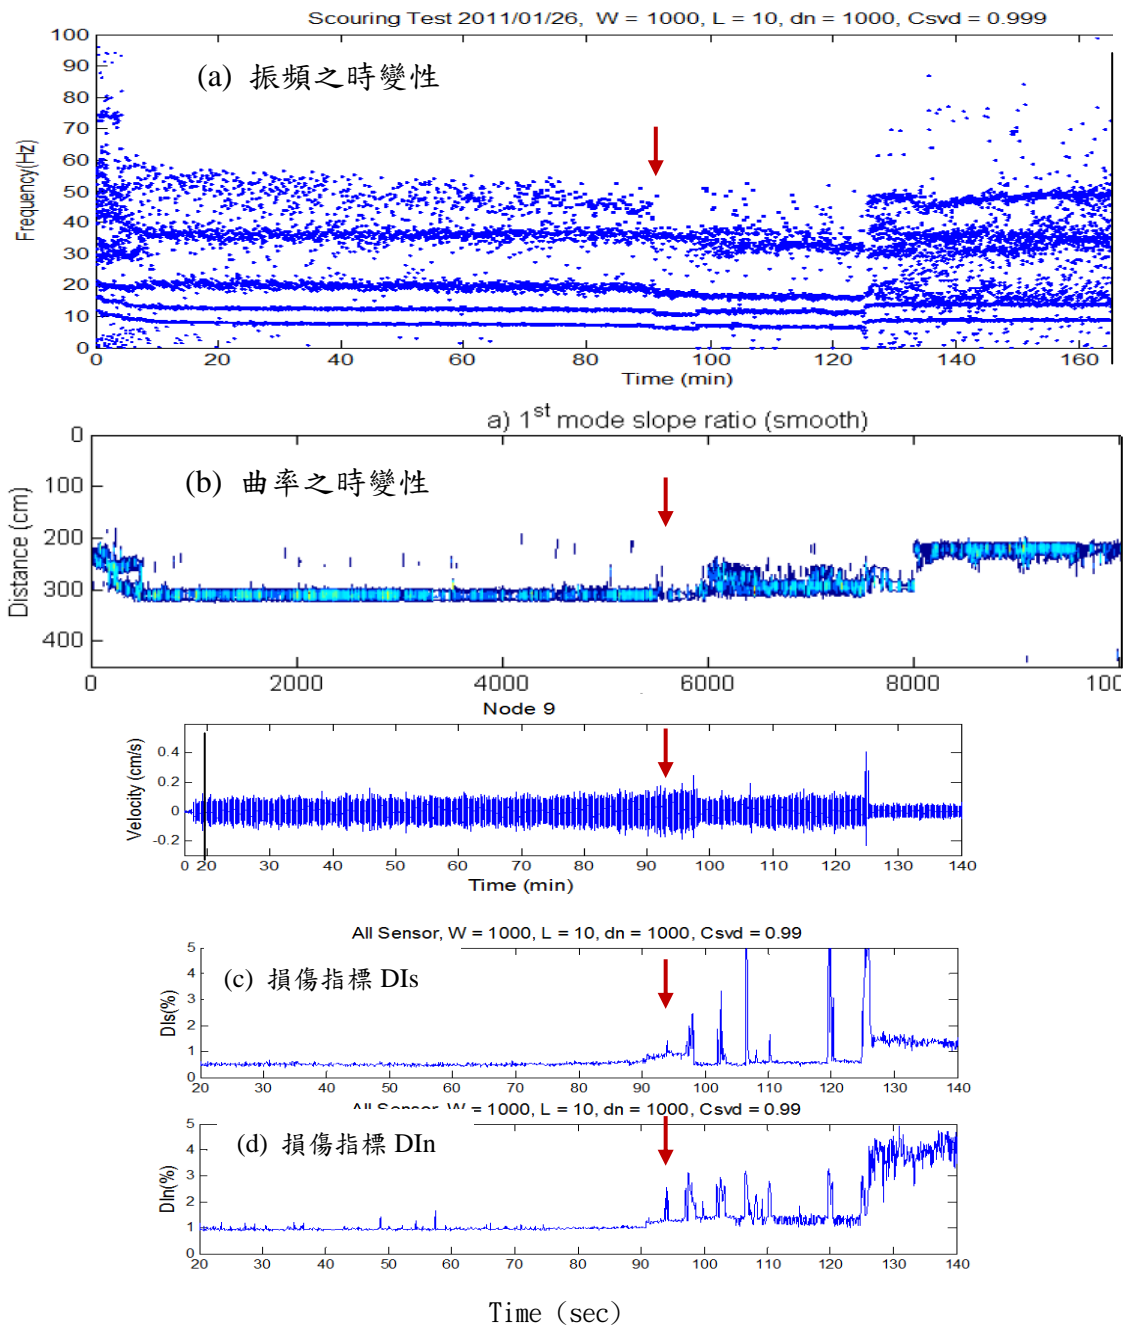 Scouring Test 2011/01/26, W = 1000, L = 10, dn = 1000, Csvd = 0.999
(a) 振頻之時變性
Frequency(Hz)
100
90
80
70
60
50
40
30
20
10
0
0 20 40 60 80 100 120 140 160
Time (min)
a) 1st mode slope ratio (smooth)
(b) 曲率之時變性
Distance (cm)
0
100
200
300
400
0 2000 4000 6000 8000 100
Node 9
Velocity (cm/s)
0.4
0.2
0
-0.2
0 20 30 40 50 60 70 80 90 100 110 120 130 140
Time (min)
All Sensor, W = 1000, L = 10, dn = 1000, Csvd = 0.99
(c) 損傷指標 DIs
DIs(%)
5
4
3
2
1
0
20 30 40 50 60 70 80 90 100 110 120 130 140
All Sensor, W = 1000, L = 10, dn = 1000, Csvd = 0.99
(d) 損傷指標 DIn
DIn(%)
5
4
3
2
1
0
20 30 40 50 60 70 80 90 100 110 120 130 140
Time (sec)